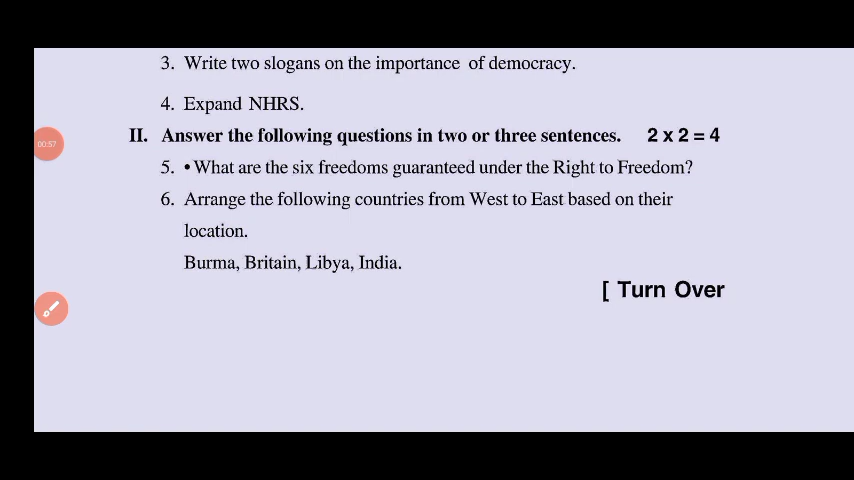 3. Write two slogans on the importance of democracy.
4. Expand NHRS.
II. Answer the following questions in two or three sentences. 2 x 2 = 4
00:57
5. • What are the six freedoms guaranteed under the Right to Freedom?
6. Arrange the following countries from West to East based on their
location.
Burma, Britain, Libya, India.
[ Turn Over